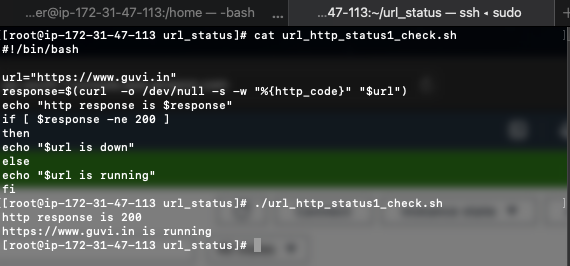 ...er@ip-172-31-47-113:/home — -bash ... ...47-113:~/url_status — ssh ◂ sudo
[root@ip-172-31-47-113 url_status]# cat url_http_status1_check.sh
#!/bin/bash
url="https://www.guvi.in"
response=$(curl  -o /dev/null -s -w "%{http_code}" "$url")
echo "http response is $response"
if [ $response -ne 200 ]
then
echo "$url is down"
else
echo "$url is running"
fi
[root@ip-172-31-47-113 url_status]# ./url_http_status1_check.sh
http response is 200
https://www.guvi.in is running
[root@ip-172-31-47-113 url_status]#